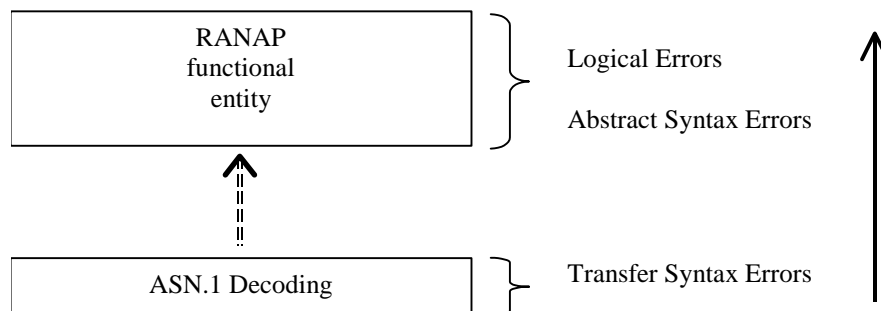 RANAP
functional
entity
Logical Errors
Abstract Syntax Errors
ASN.1 Decoding
Transfer Syntax Errors